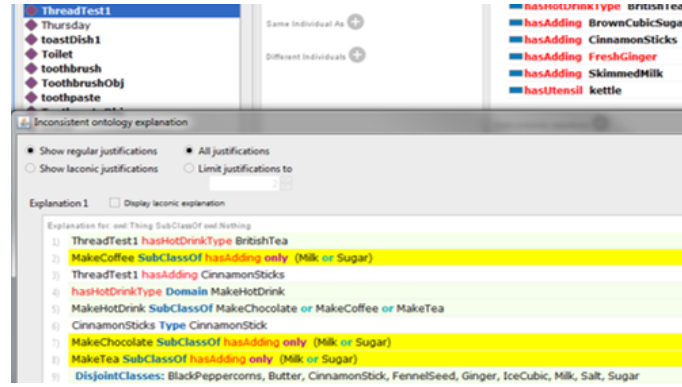 ThreadTest1
Thursday
toastDish1
Toilet
toothbrush
ToothbrushObj
toothpaste
Same Individual As
Different Individuals
hasHotDrinkType BritishTea
hasAdding BrownCubicSuga
hasAdding CinnamonSticks
hasAdding FreshGinger
hasAdding SkimmedMilk
hasUtensil kettle
Inconsistent ontology explanation
Show regular justifications
All justifications
Show laconic justifications
Limit justifications to
2
Explanation 1
Display laconic explanation
Explanation for: owl:Thing SubClassOf owl:Nothing
1) ThreadTest1 hasHotDrinkType BritishTea
2) MakeCoffee SubClassOf hasAdding only (Milk or Sugar)
3) ThreadTest1 hasAdding CinnamonSticks
4) hasHotDrinkType Domain MakeHotDrink
5) MakeHotDrink SubClassOf MakeChocolate or MakeCoffee or MakeTea
6) CinnamonSticks Type CinnamonStick
7) MakeChocolate SubClassOf hasAdding only (Milk or Sugar)
8) MakeTea SubClassOf hasAdding only (Milk or Sugar)
9) DisjointClasses: BlackPeppercorns, Butter, CinnamonStick, FennelSeed, Ginger, IceCubic, Milk, Salt, Sugar